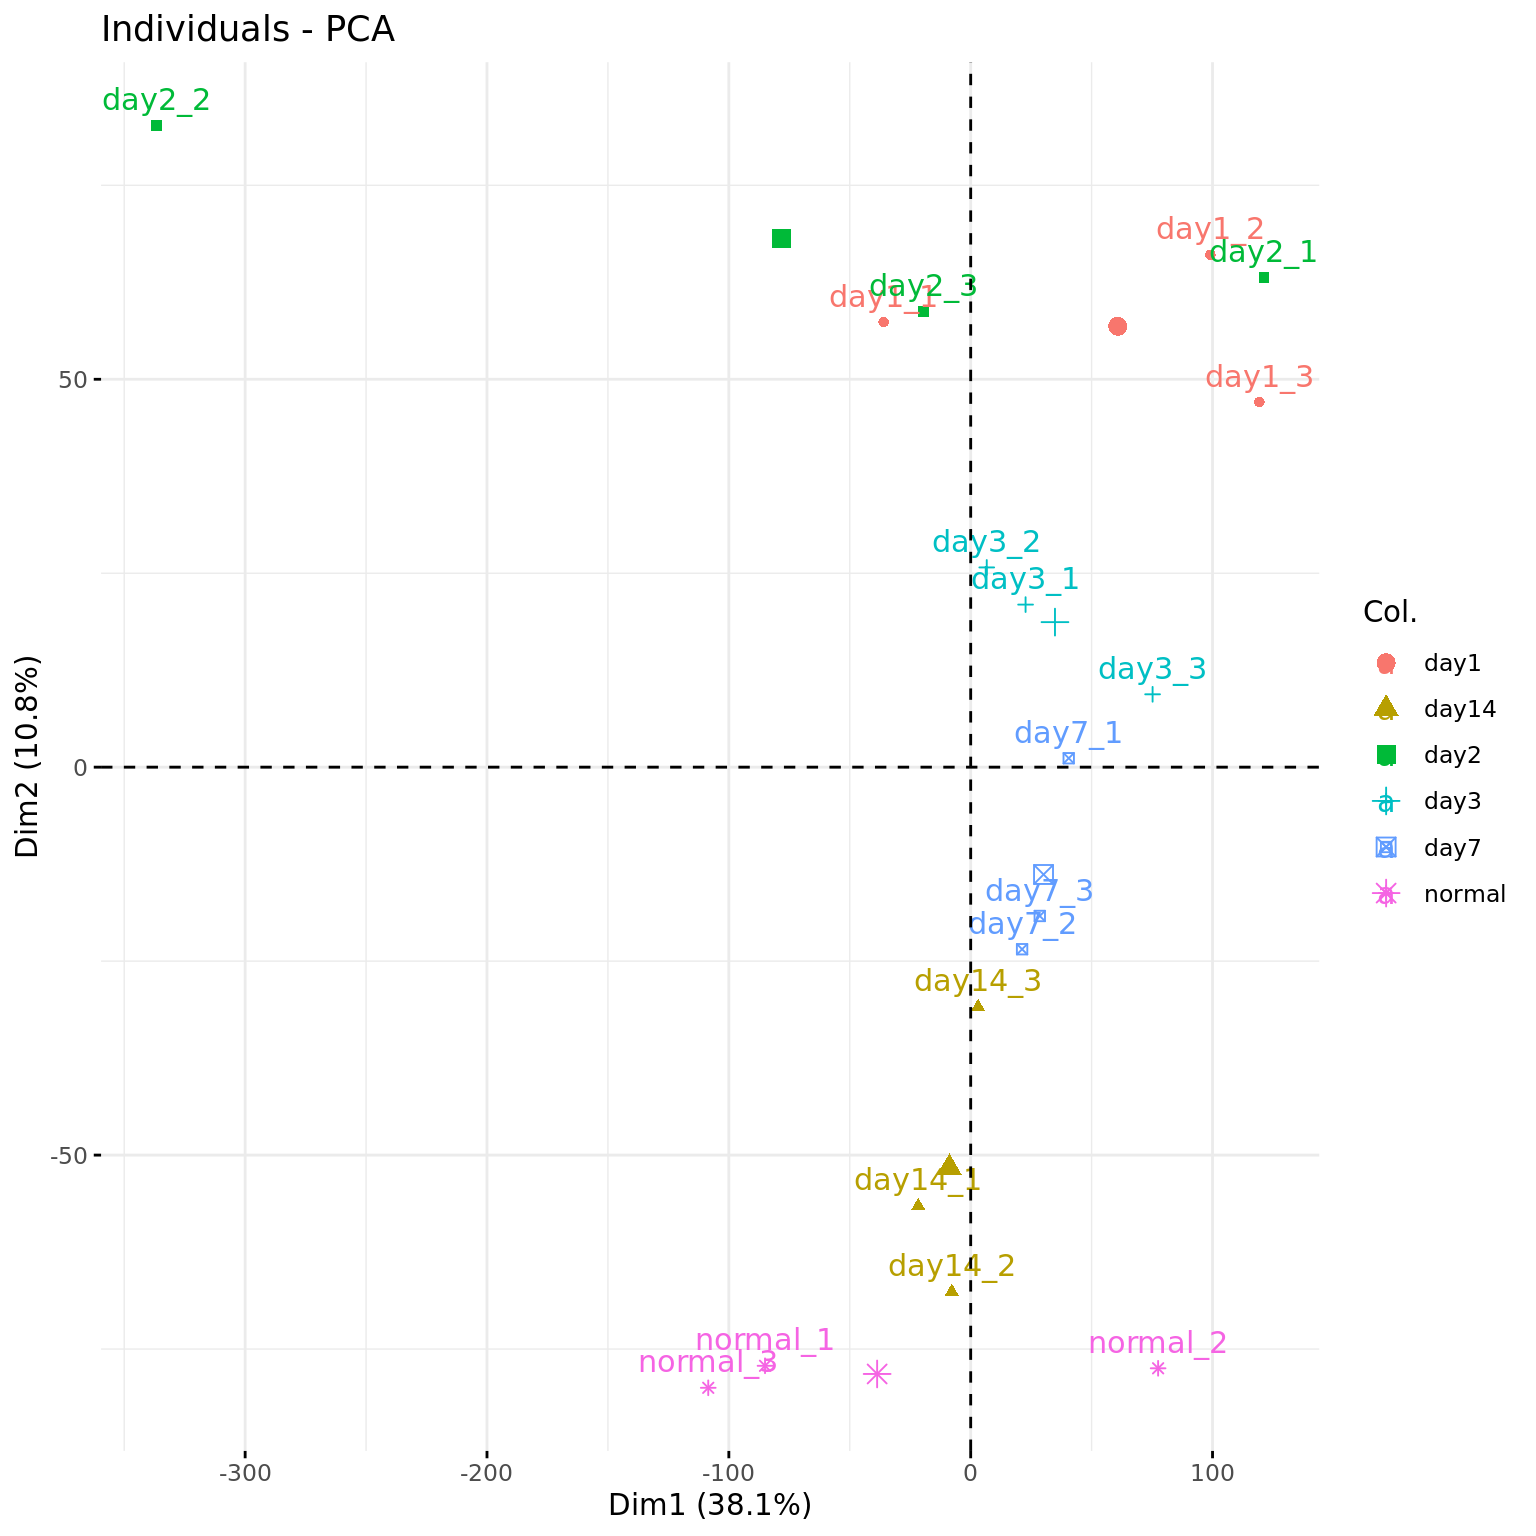 Individuals - PCA
day2_2
day1_2
day2_1
day2_3
day1_1
day1_3
50
day3_2
day3_1
day3_3
day7_1
0
day7_3
day7_2
day14_3
-50
day14_1
day14_2
normal_1
normal_2
normal_3
-300
-200
-100
0
100
Dim1 (38.1%)
Dim2 (10.8%)
Col.
a day1
a day14
a day2
a day3
a day7
a normal